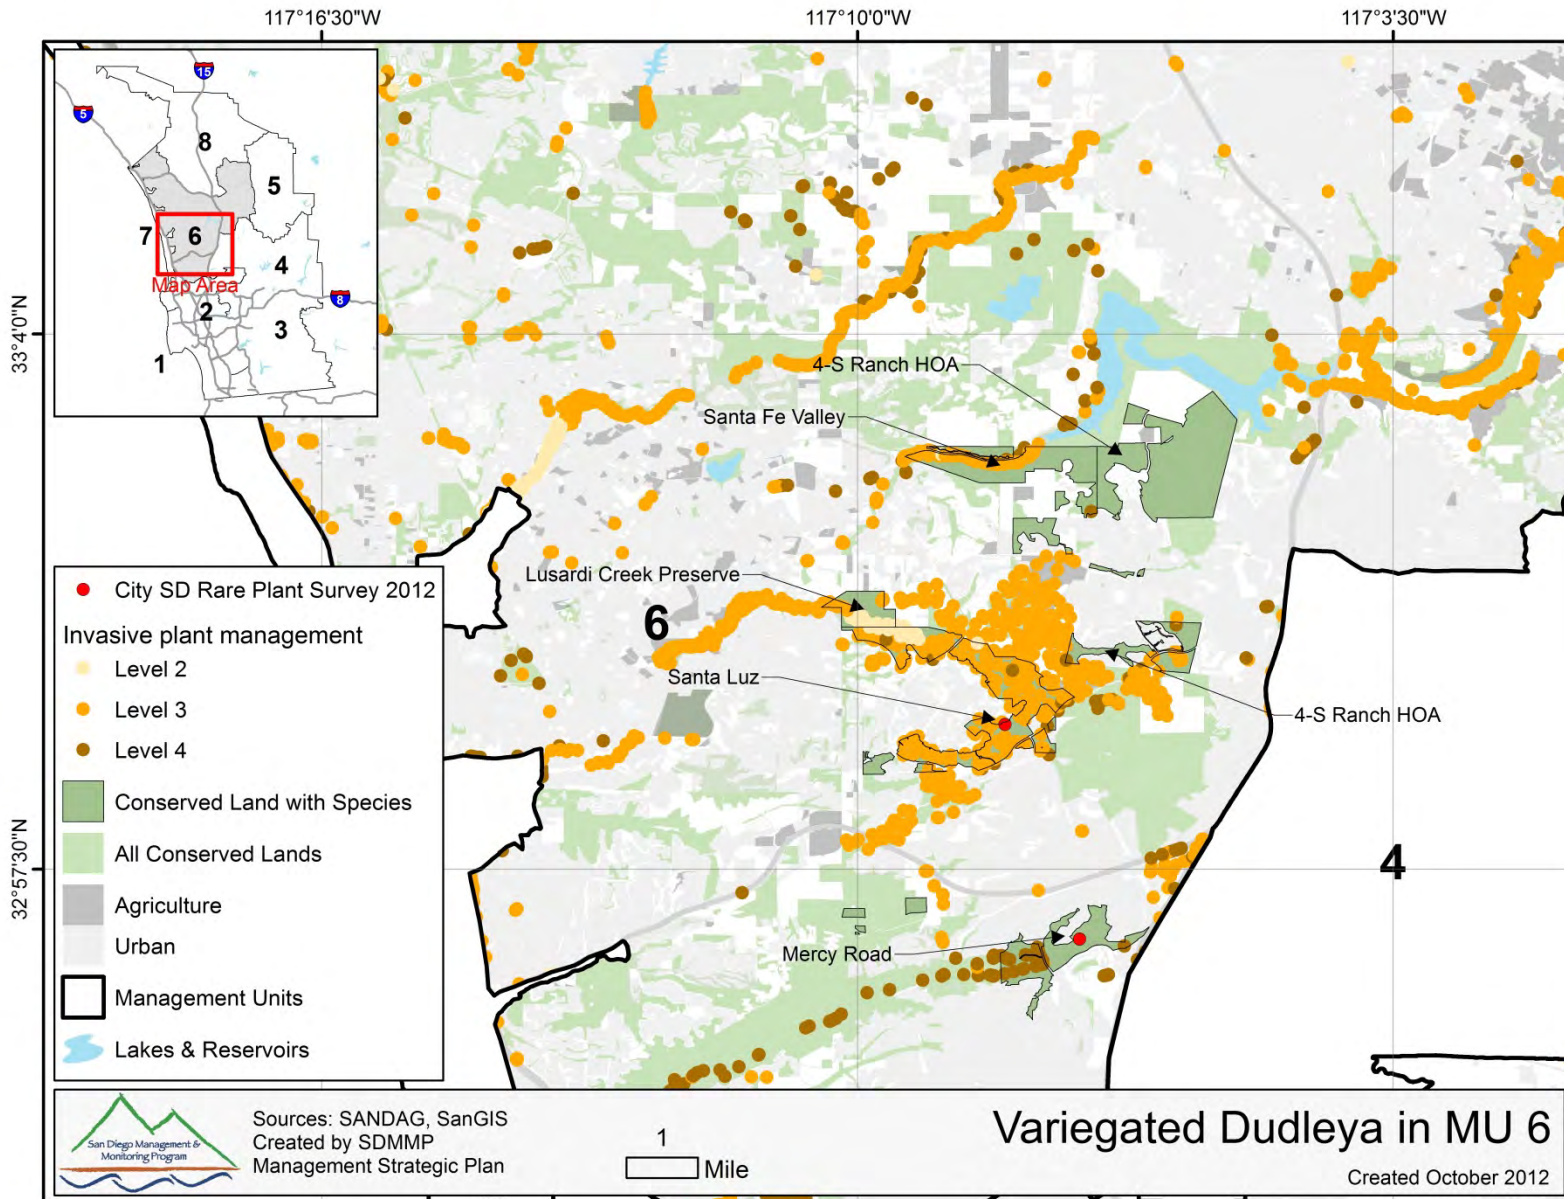 117°16'30"W
117°10'0"W
117°3'30"W
15
5
8
5
7
6
4
Map Area
8
2
3
1
33°4'0"N
4-S Ranch HOA
Santa Fe Valley
Lusardi Creek Preserve
6
Santa Luz
4-S Ranch HOA
32°57'30"N
4
Mercy Road
City SD Rare Plant Survey 2012
Invasive plant management
Level 2
Level 3
Level 4
Conserved Land with Species
All Conserved Lands
Agriculture
Urban
Management Units
Lakes & Reservoirs
San Diego Management &
Monitoring Program
Sources: SANDAG, SanGIS
Created by SDMMP
Management Strategic Plan
1
Mile
Variegated Dudleya in MU 6
Created October 2012